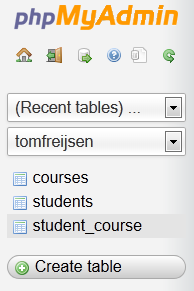 phpMyAdmin
(Recent tables) ...
tomfreijsen
courses
students
student_course
Create table